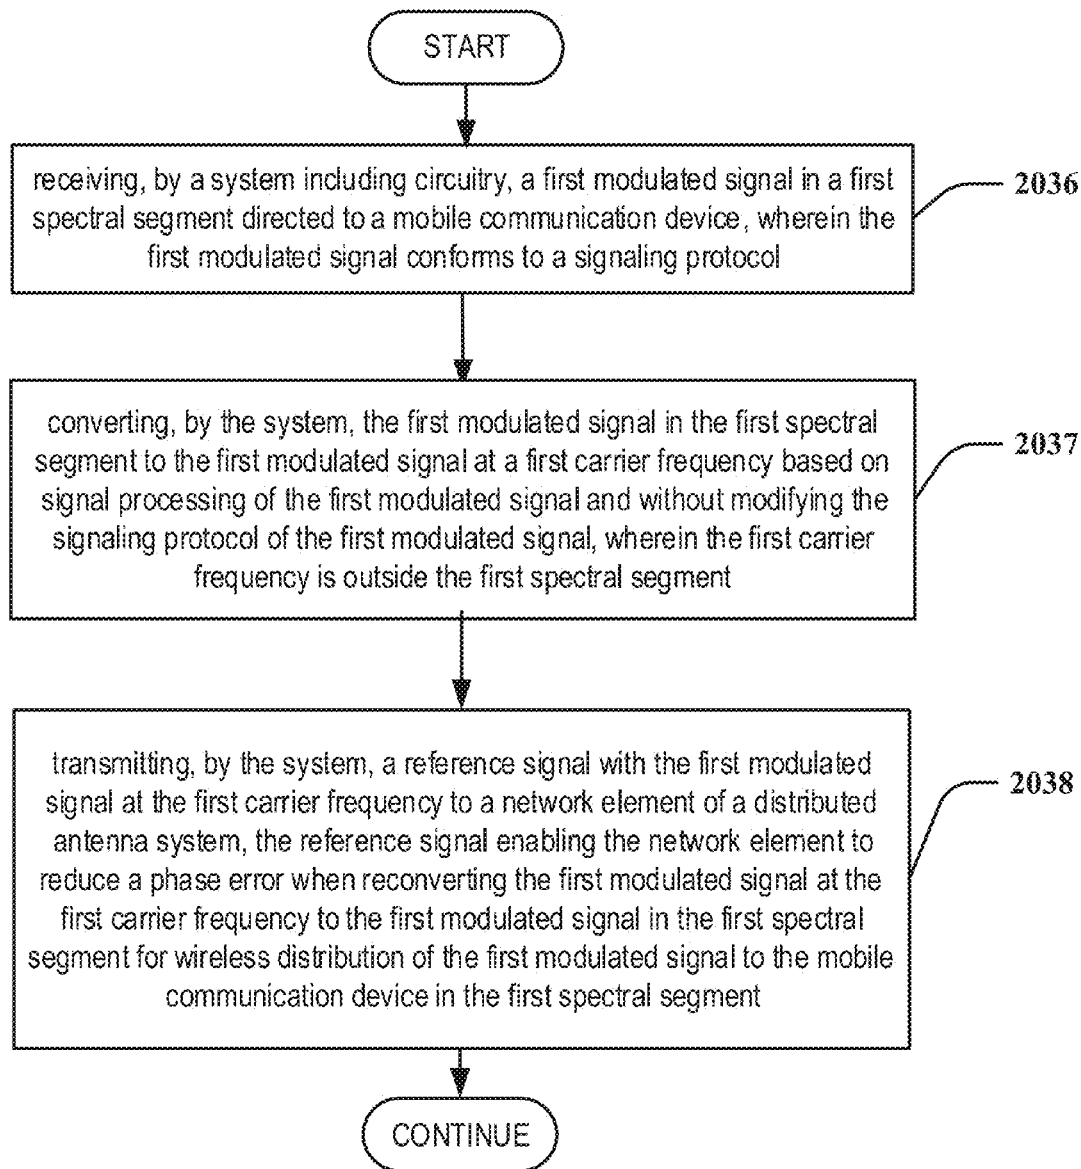 START
receiving, by a system including circuitry, a first modulated signal in a first
spectral segment directed to a mobile communication device, wherein the
first modulated signal conforms to a signaling protocol
2036
converting, by the system, the first modulated signal in the first spectral
segment to the first modulated signal at a first carrier frequency based on
signal processing of the first modulated signal and without modifying the
signaling protocol of the first modulated signal, wherein the first carrier
frequency is outside the first spectral segment
2037
transmitting, by the system, a reference signal with the first modulated
signal at the first carrier frequency to a network element of a distributed
antenna system, the reference signal enabling the network element to
reduce a phase error when reconverting the first modulated signal at the
first carrier frequency to the first modulated signal in the first spectral
segment for wireless distribution of the first modulated signal to the mobile
communication device in the first spectral segment
2038
CONTINUE